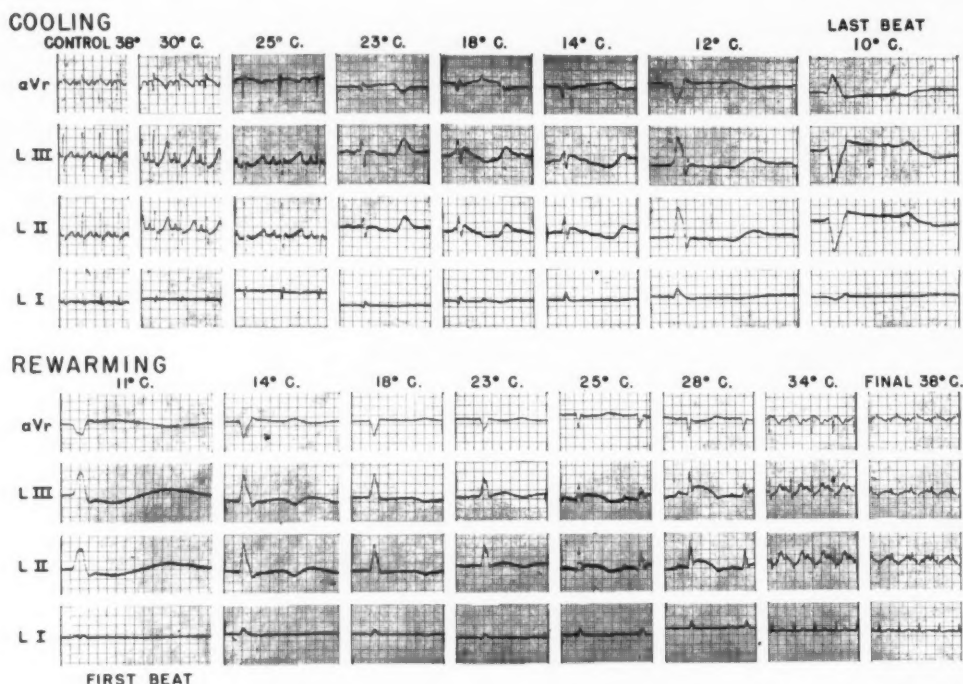 COOLING
CONTROL 38° 30° C. 25° C. 23° C. 18° C. 14° C. 12° C. LAST BEAT 10° C.
aVr
L III
L II
L I
REWARMING
11° C. 14° C. 18° C. 23° C. 25° C. 28° C. 34° C. FINAL 38° C.
aVr
L III
L II
L I
FIRST BEAT